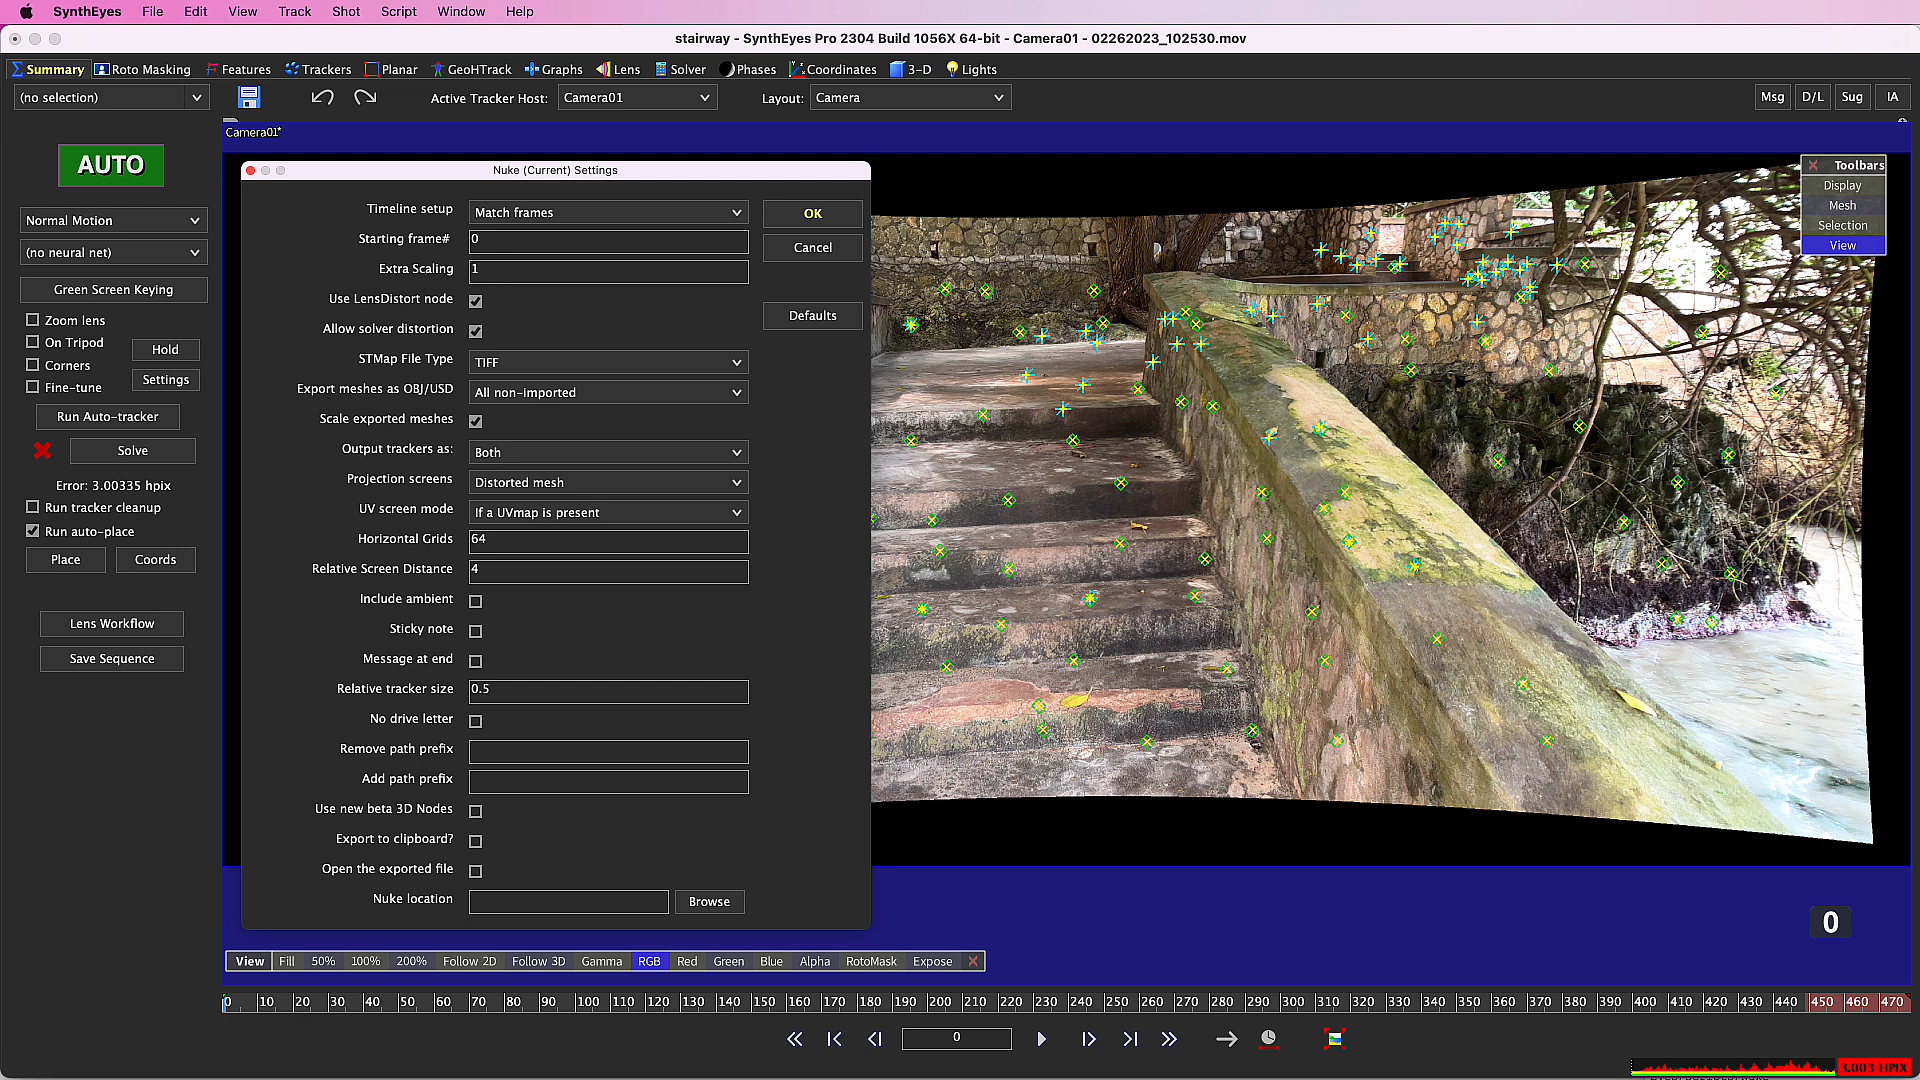 SynthEyes File Edit View Track Shot Script Window Help
stairway - SynthEyes Pro 2304 Build 1056X 64-bit - Camera01 - 02262023_102530.mov
Summary Roto Masking Features Trackers Planar GeoHTrack Graphs Lens Solver Phases Coordinates 3-D Lights
(no selection) Active Tracker Host: Camera01 Layout: Camera Msg D/L Sug IA
Camera01*
AUTO
Normal Motion
(no neural net)
Green Screen Keying
Zoom lens
On Tripod
Hold
Corners
Fine-tune
Settings
Run Auto-tracker
Solve
Error: 3.00335 hpix
Run tracker cleanup
Run auto-place
Place Coords
Lens Workflow
Save Sequence
Nuke (Current) Settings
Timeline setup Match frames OK
Starting frame# 0 Cancel
Extra Scaling 1
Use LensDistort node
Defaults
Allow solver distortion
STMap File Type TIFF
Export meshes as OBJ/USD All non-imported
Scale exported meshes
Output trackers as: Both
Projection screens Distorted mesh
UV screen mode If a UVmap is present
Horizontal Grids 64
Relative Screen Distance 4
Include ambient
Sticky note
Message at end
Relative tracker size 0.5
No drive letter
Remove path prefix
Add path prefix
Use new beta 3D Nodes
Export to clipboard?
Open the exported file
Nuke location Browse
Toolbars
Display
Mesh
Selection
View
0
View Fill 50% 100% 200% Follow 2D Follow 3D Gamma RGB Red Green Blue Alpha RotoMask Expose
0 10 20 30 40 50 60 70 80 90 100 110 120 130 140 150 160 170 180 190 200 210 220 230 240 250 260 270 280 290 300 310 320 330 340 350 360 370 380 390 400 410 420 430 440 450 460 470
0
3.003 HPIX